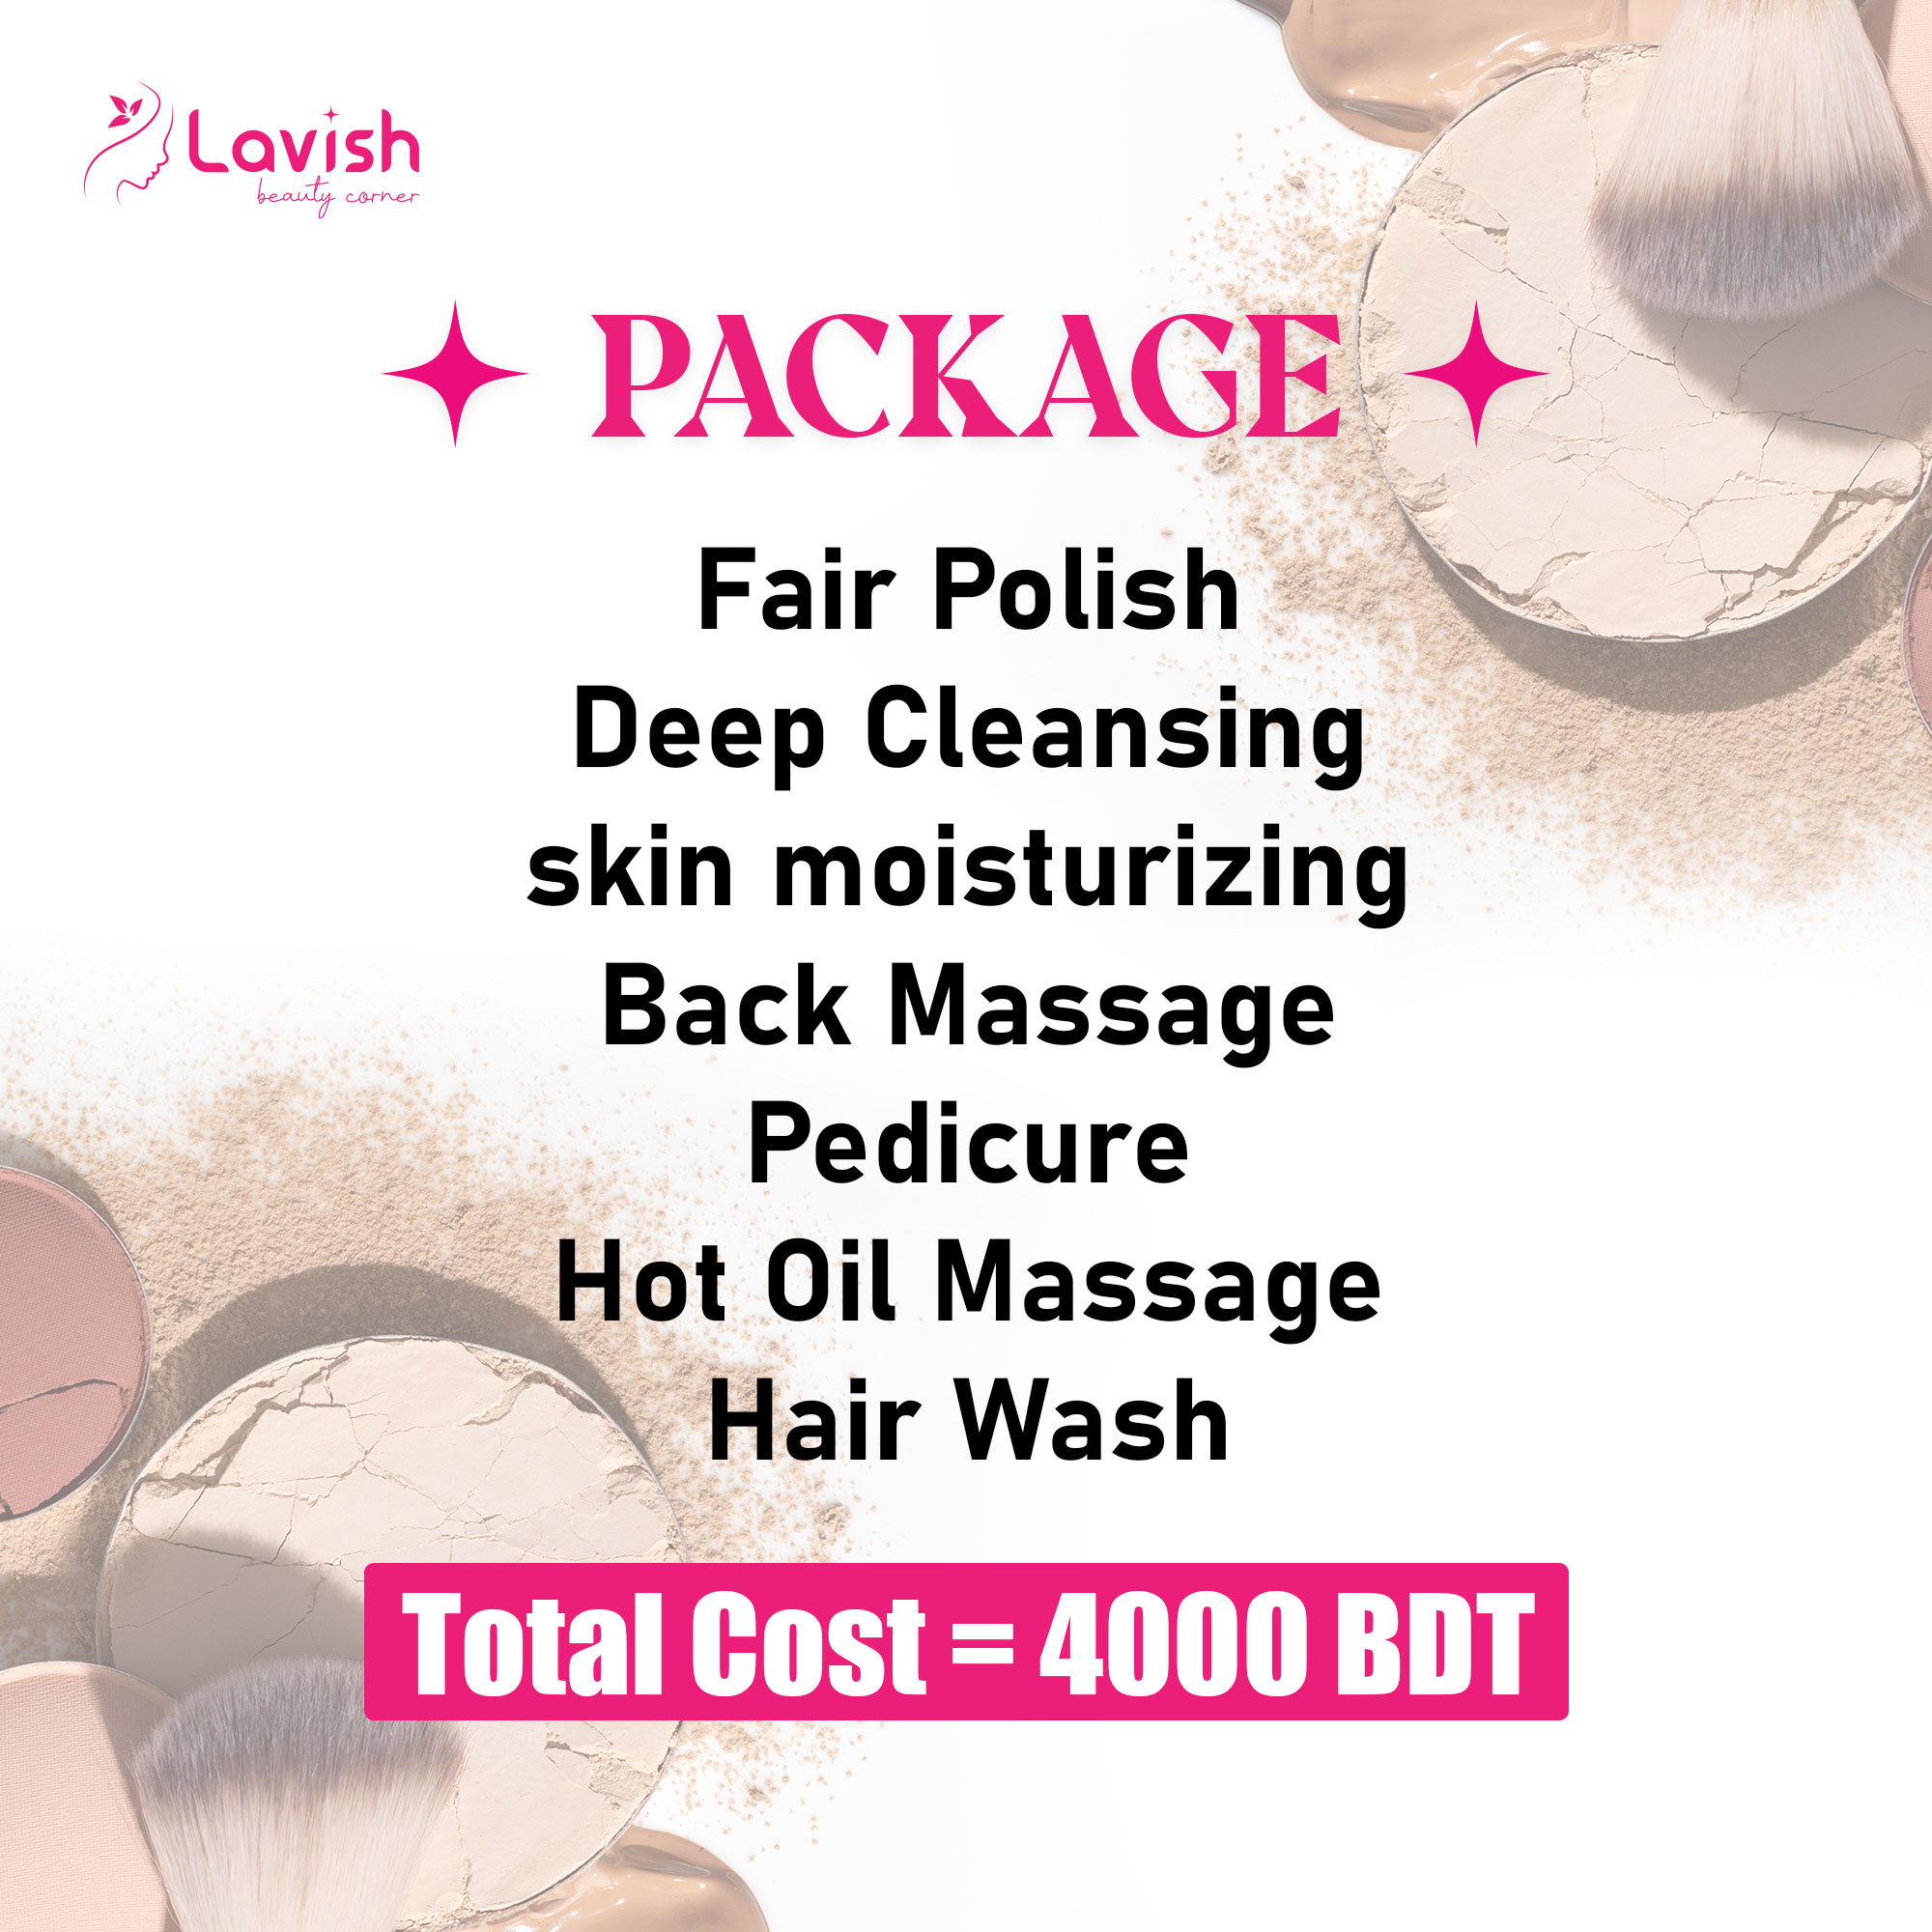 Lavish
beauty corner
PACKAGE
Fair Polish
Deep Cleansing
skin moisturizing
Back Massage
Pedicure
Hot Oil Massage
Hair Wash
Total Cost = 4000 BDT